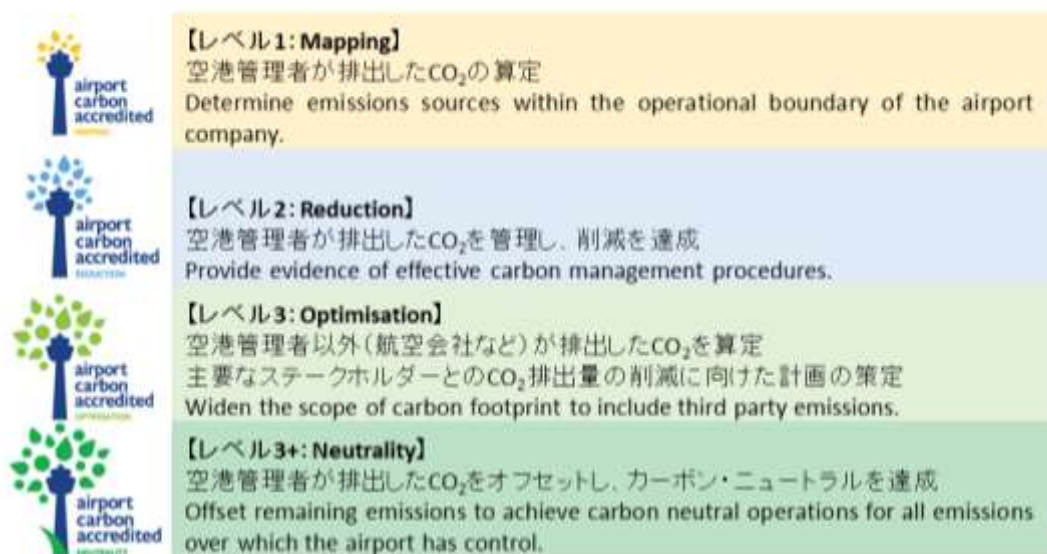 airport
carbon
accredited
MAPPING
【レベル1：Mapping】
空港管理者が排出したCO₂の算定
Determine emissions sources within the operational boundary of the airport
company.
airport
carbon
accredited
REDUCTION
【レベル2：Reduction】
空港管理者が排出したCO₂を管理し、削減を達成
Provide evidence of effective carbon management procedures.
airport
carbon
accredited
OPTIMISATION
【レベル3：Optimisation】
空港管理者以外（航空会社など）が排出したCO₂を算定
主要なステークホルダーとのCO₂排出量の削減に向けた計画の策定
Widen the scope of carbon footprint to include third party emissions.
airport
carbon
accredited
NEUTRALITY
【レベル3+：Neutrality】
空港管理者が排出したCO₂をオフセットし、カーボン・ニュートラルを達成
Offset remaining emissions to achieve carbon neutral operations for all emissions
over which the airport has control.